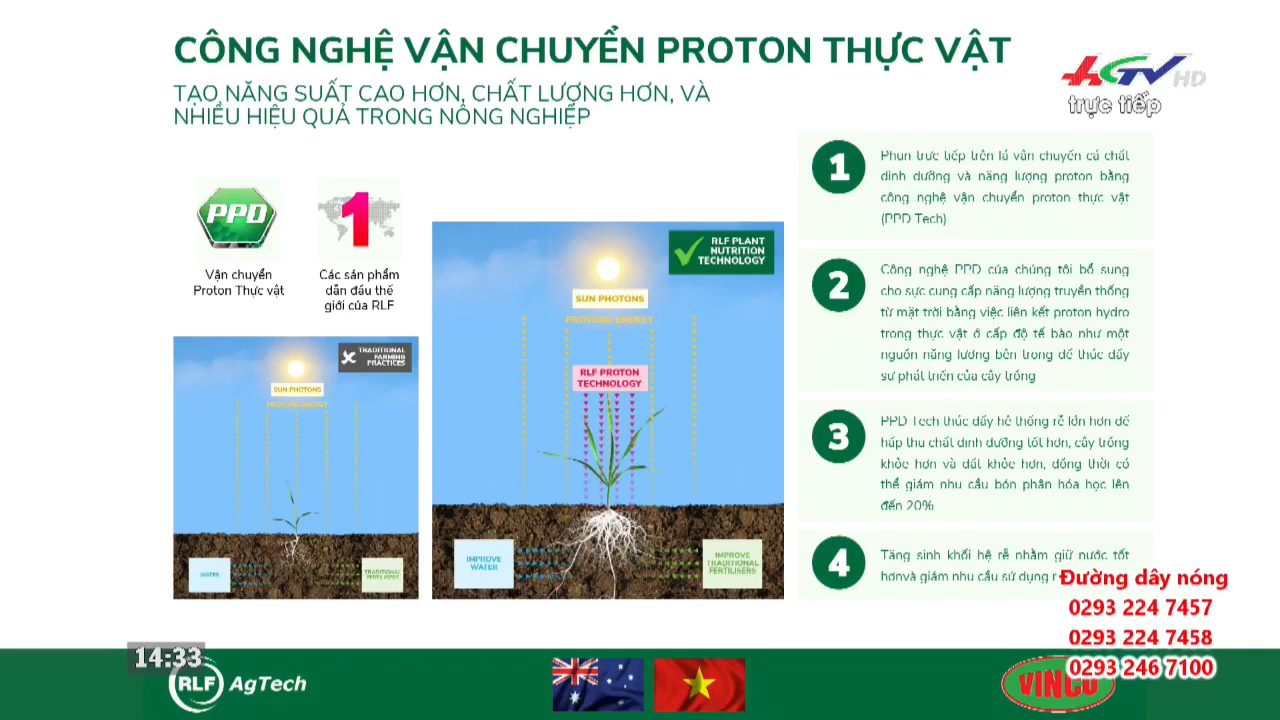 CÔNG NGHỆ VẬN CHUYỂN PROTON THỰC VẬT
TẠO NĂNG SUẤT CAO HƠN, CHẤT LƯỢNG HƠN, VÀ
NHIỀU HIỆU QUẢ TRONG NÔNG NGHIỆP
HGTV HD
trực tiếp
PPD
Vận chuyển
Proton Thực vật
1
Các sản phẩm
dẫn đầu thế
giới của RLF
TRADITIONAL
FARMING
PRACTICES
SUN PHOTONS
PROTONS ENERGY
WATER
TRADITIONAL
FERTILISERS
RLF PLANT
NUTRITION
TECHNOLOGY
SUN PHOTONS
PROTONS ENERGY
RLF PROTON
TECHNOLOGY
IMPROVE
WATER
IMPROVE
TRADITIONAL
FERTILISERS
1
Phun trực tiếp trên lá vận chuyển cả chất
dinh dưỡng và năng lượng proton bằng
công nghệ vận chuyển proton thực vật
(PPD Tech)
2
Công nghệ PPD của chúng tôi bổ sung
cho sực cung cấp năng lượng truyền thống
từ mặt trời bằng việc liên kết proton hydro
trong thực vật ở cấp độ tế bào như một
nguồn năng lượng bên trong để thúc đẩy
sự phát triển của cây trồng
3
PPD Tech thúc đẩy hệ thống rễ lớn hơn để
hấp thu chất dinh dưỡng tốt hơn, cây trồng
khỏe hơn và đất khỏe hơn, đồng thời có
thể giảm nhu cầu bón phân hóa học lên
đến 20%
4
Tăng sinh khối hệ rễ nhằm giữ nước tốt
hơnvà giảm nhu cầu sử dụng
Đường dây nóng
0293 224 7457
0293 224 7458
0293 246 7100
14:33
RLF AgTech
VINCO